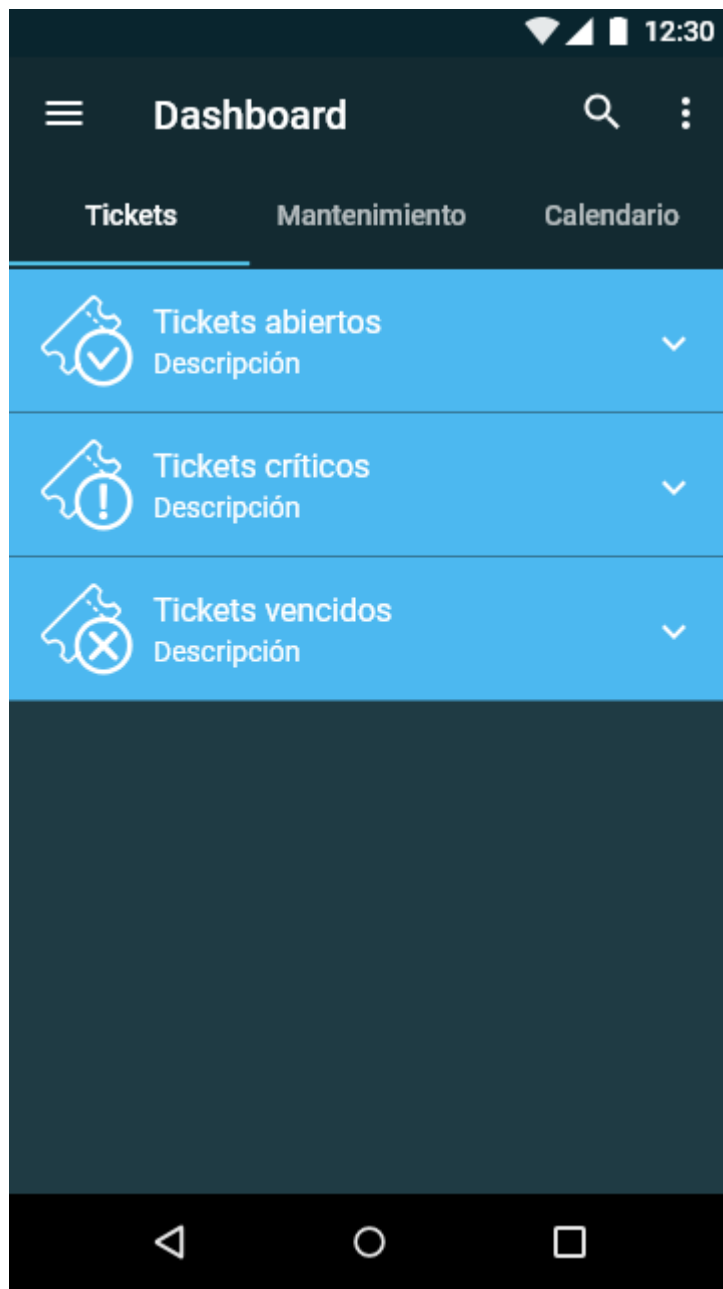 12:30
Dashboard
Tickets Mantenimiento Calendario
Tickets abiertos
Descripción
Tickets críticos
Descripción
Tickets vencidos
Descripción